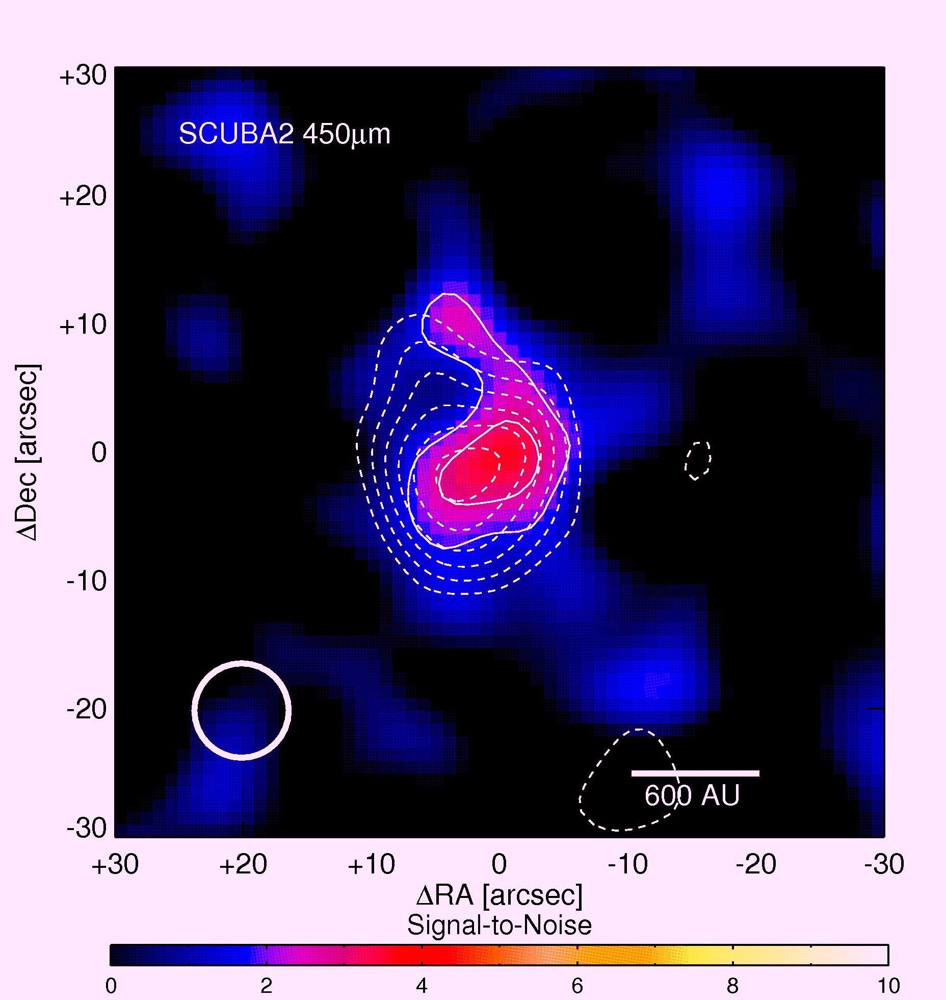 +30
SCUBA2 450μm
+20
+10
0
-10
-20
-30
ΔDec [arcsec]
600 AU
+30 +20 +10 0 -10 -20 -30
ΔRA [arcsec]
Signal-to-Noise
0 2 4 6 8 10